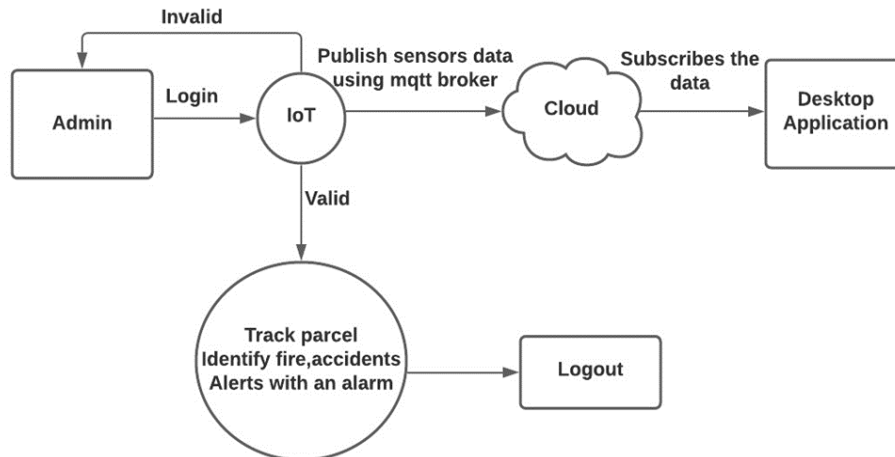 Invalid
Publish sensors data
using mqtt broker
Subscribes the
data
Login
Admin
IoT
Cloud
Desktop
Application
Valid
Track parcel
Identify fire,accidents
Alerts with an alarm
Logout